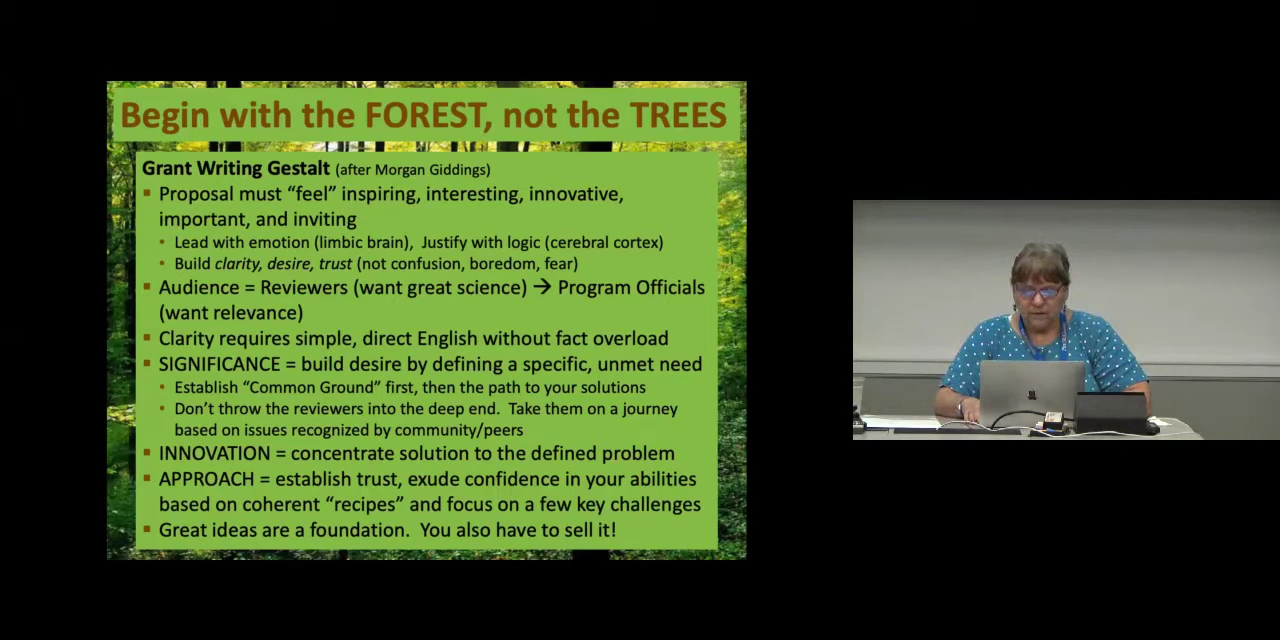 Begin with the FOREST, not the TREES
Grant Writing Gestalt (after Morgan Giddings)
▪ Proposal must “feel” inspiring, interesting, innovative,
important, and inviting
• Lead with emotion (limbic brain), Justify with logic (cerebral cortex)
• Build clarity, desire, trust (not confusion, boredom, fear)
▪ Audience = Reviewers (want great science) → Program Officials
(want relevance)
▪ Clarity requires simple, direct English without fact overload
▪ SIGNIFICANCE = build desire by defining a specific, unmet need
• Establish “Common Ground” first, then the path to your solutions
• Don’t throw the reviewers into the deep end. Take them on a journey
based on issues recognized by community/peers
▪ INNOVATION = concentrate solution to the defined problem
▪ APPROACH = establish trust, exude confidence in your abilities
based on coherent “recipes” and focus on a few key challenges
▪ Great ideas are a foundation. You also have to sell it!